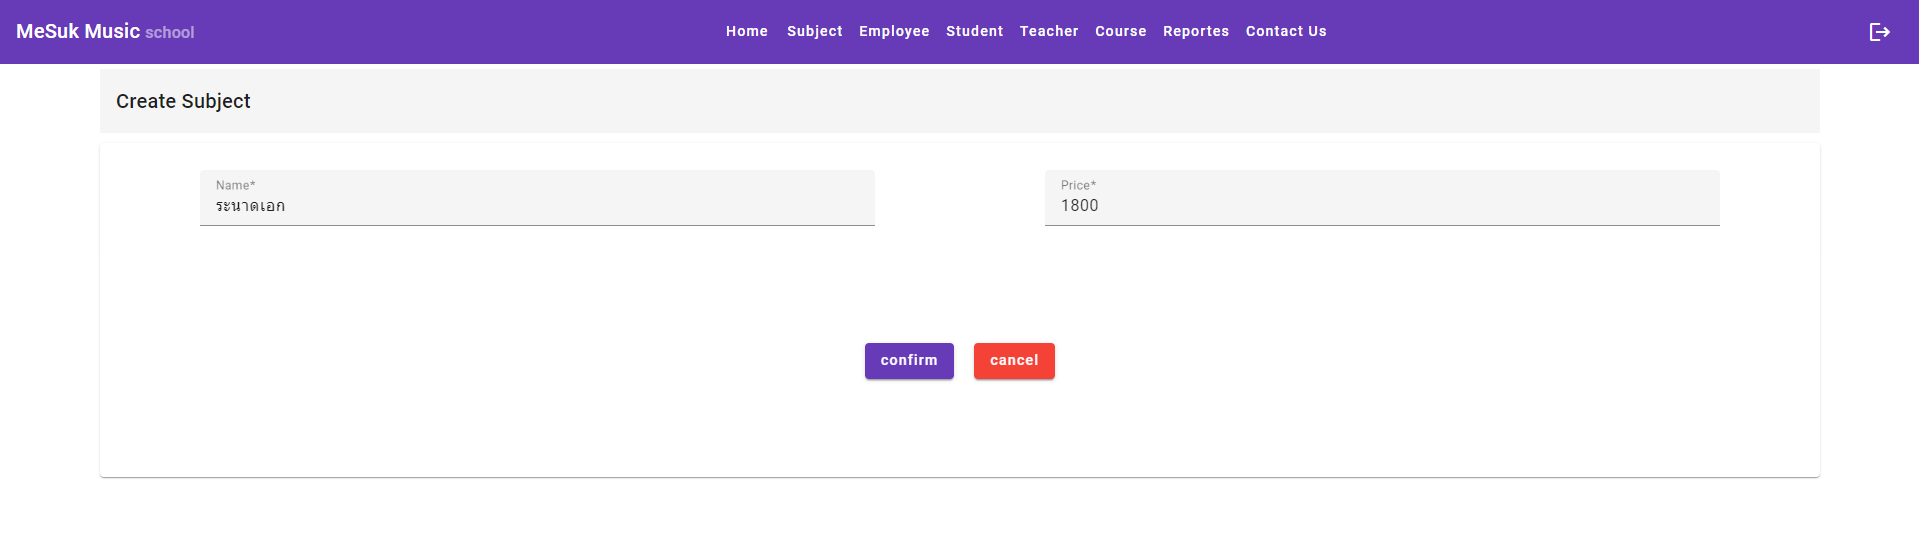 MeSuk Music school Home Subject Employee Student Teacher Course Reportes Contact Us
Create Subject
Name* Price*
ระนาดเอก 1800
confirm cancel